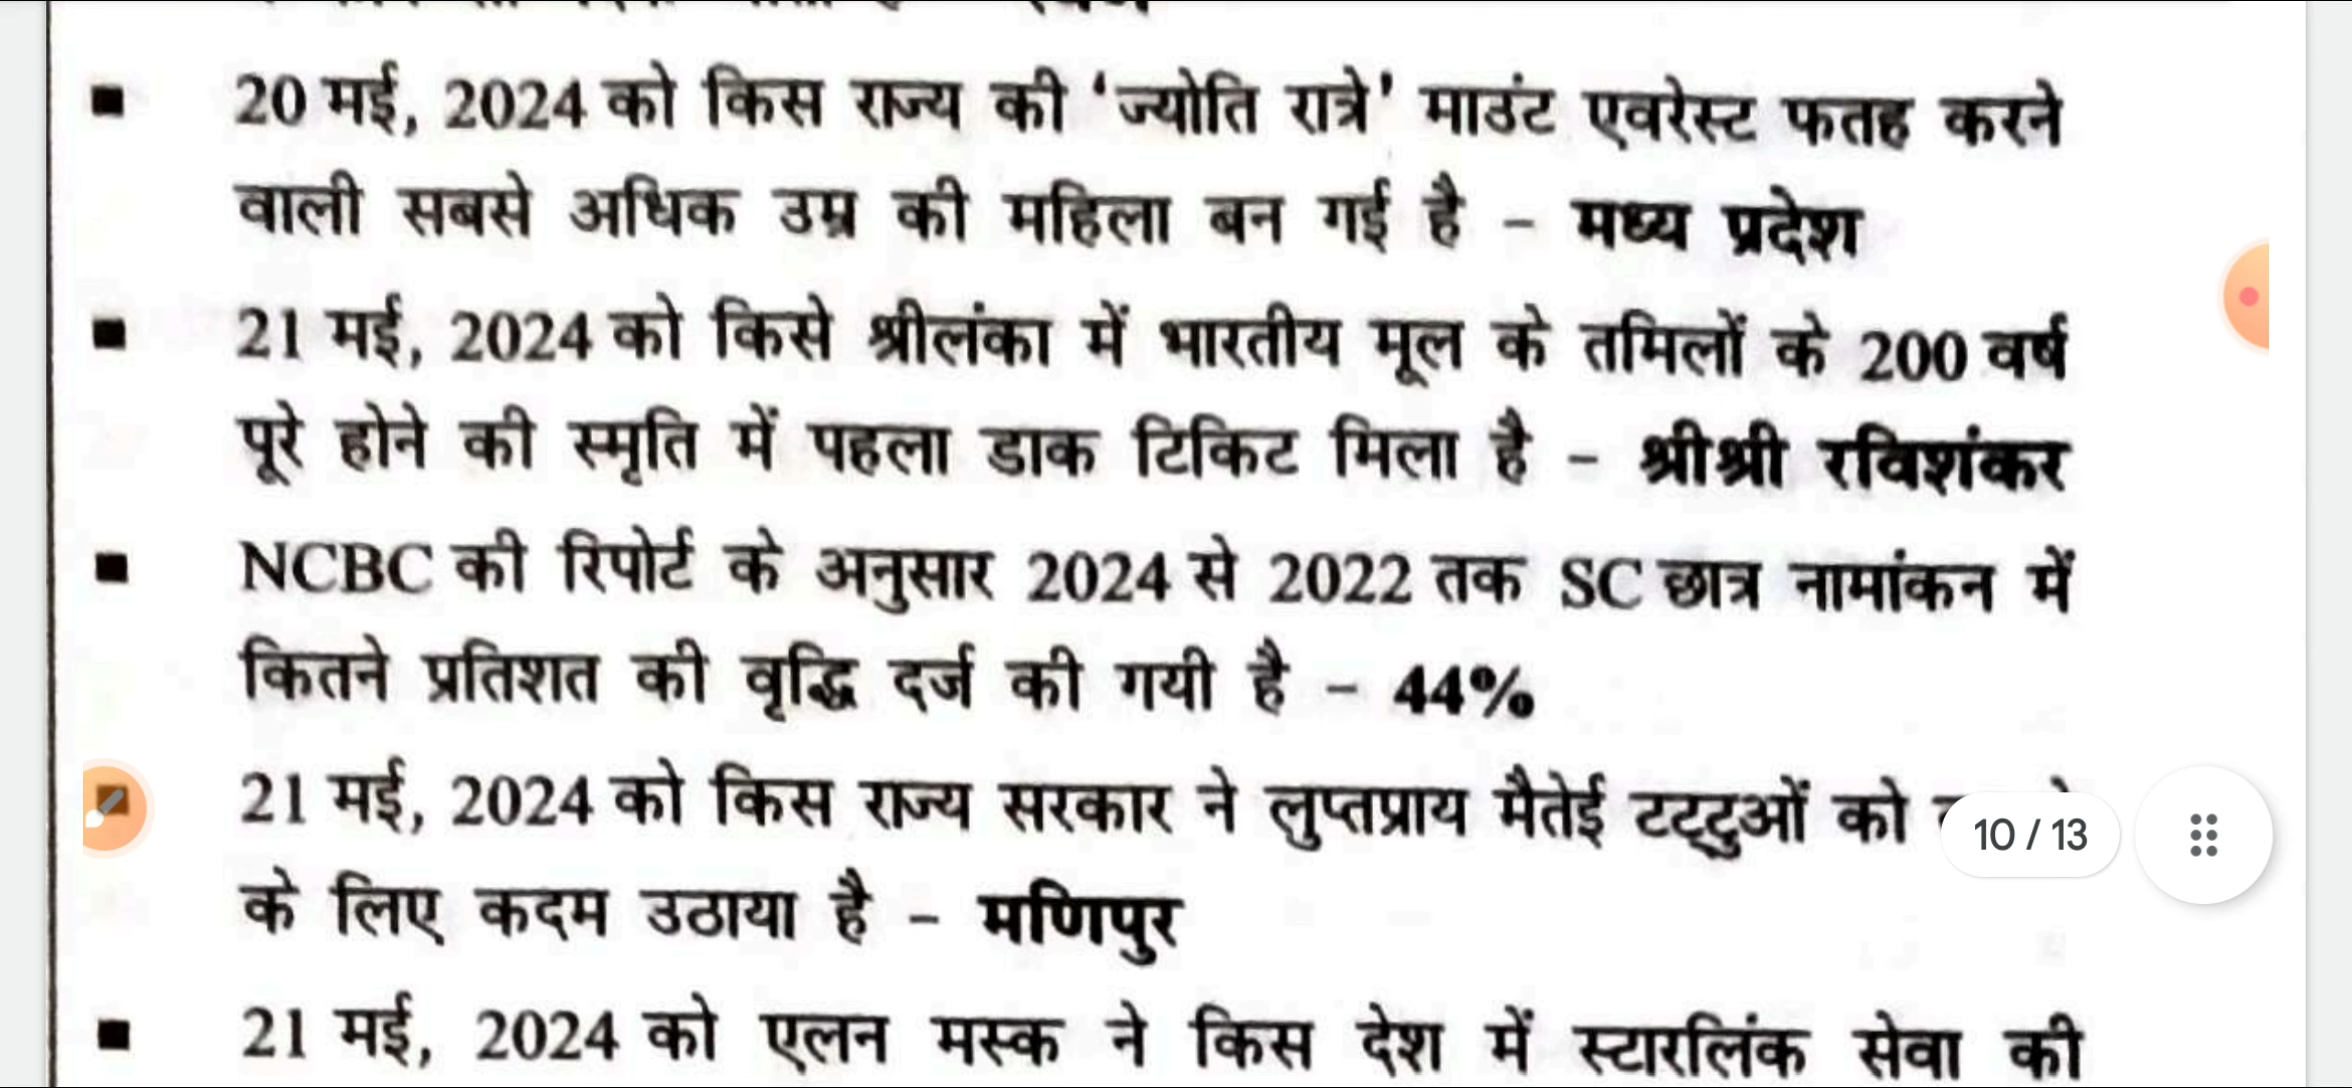 20 मई, 2024 को किस राज्य की ‘ज्योति रात्रे’ माउंट एवरेस्ट फतह करने
वाली सबसे अधिक उम्र की महिला बन गई है – मध्य प्रदेश
21 मई, 2024 को किसे श्रीलंका में भारतीय मूल के तमिलों के 200 वर्ष
पूरे होने की स्मृति में पहला डाक टिकिट मिला है – श्रीश्री रविशंकर
NCBC की रिपोर्ट के अनुसार 2024 से 2022 तक SC छात्र नामांकन में
कितने प्रतिशत की वृद्धि दर्ज की गयी है – 44%
21 मई, 2024 को किस राज्य सरकार ने लुप्तप्राय मैतेई टट्टुओं को
10 / 13
के लिए कदम उठाया है – मणिपुर
21 मई, 2024 को एलन मस्क ने किस देश में स्टारलिंक सेवा की